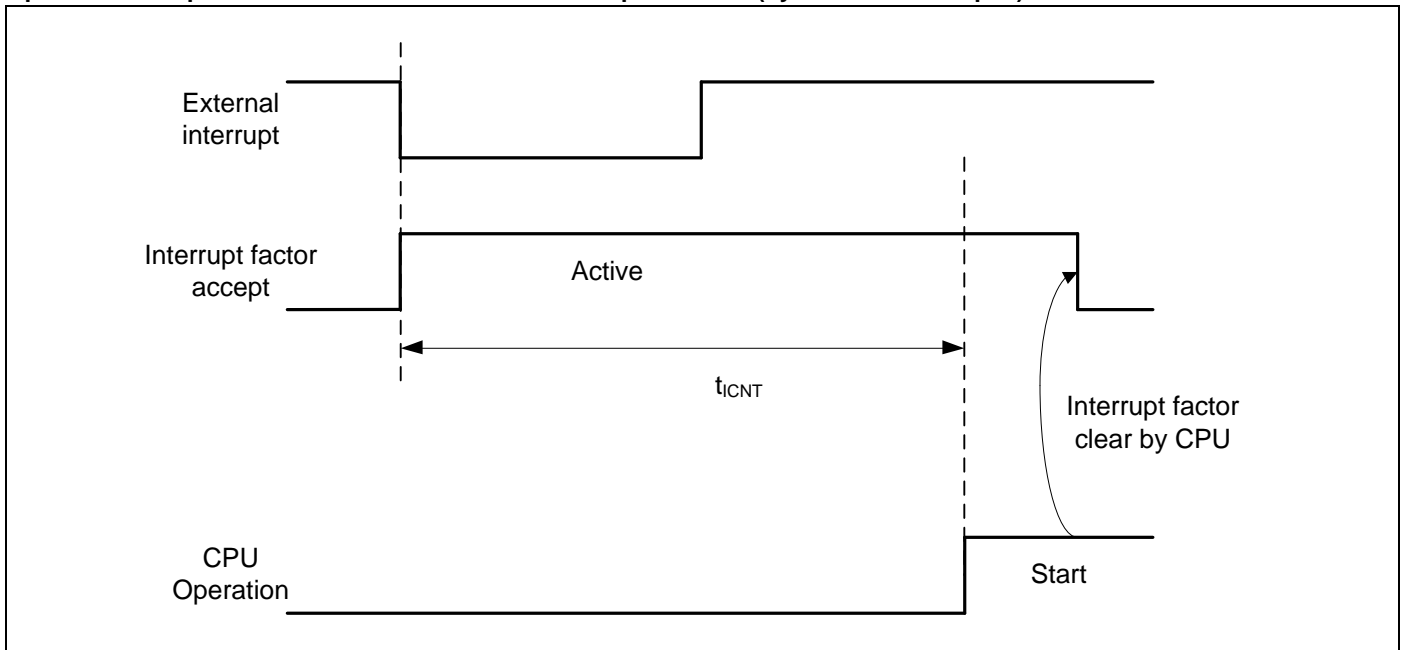 External
interrupt
Interrupt factor
accept
Active
tICNT
Interrupt factor
clear by CPU
CPU
Operation
Start